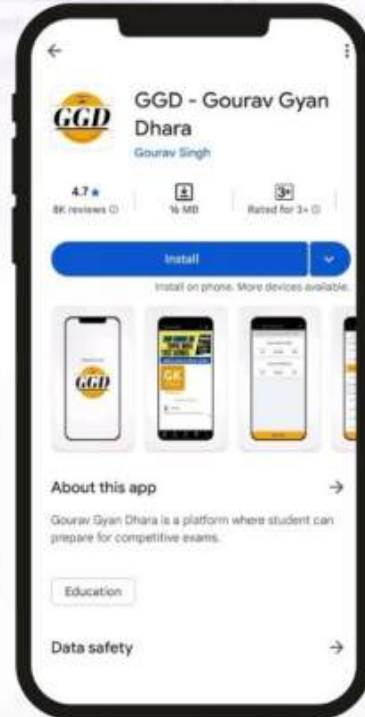 GGD
GGD - Gourav Gyan
Dhara
Gourav Singh
4.7★
8K reviews
16 MB
3+
Rated for 3+
Install
Install on phone. More devices available.
GGD
GK
About this app
Gourav Gyan Dhara is a platform where student can
prepare for competitive exams.
Education
Data safety